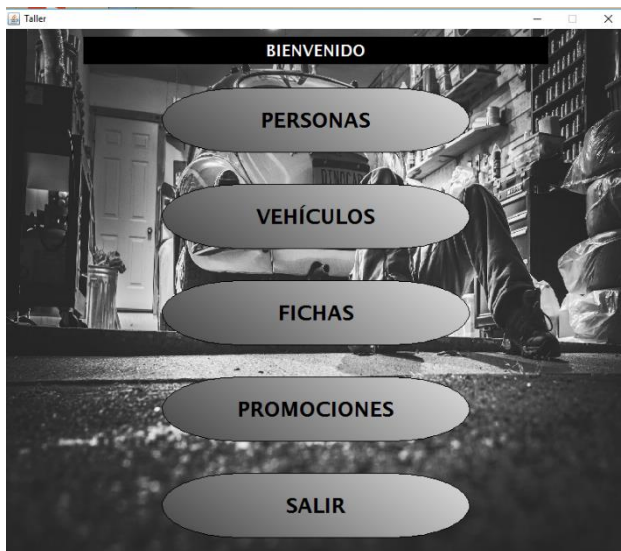 Taller
BIENVENIDO
PERSONAS
VEHÍCULOS
FICHAS
PROMOCIONES
SALIR